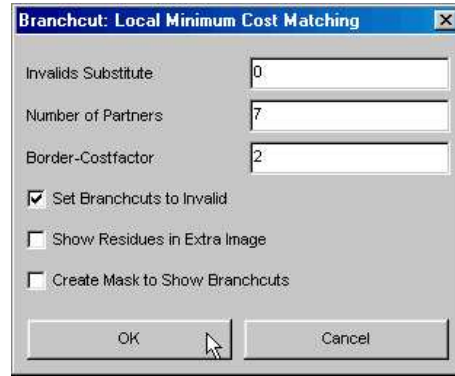 Branchcut: Local Minimum Cost Matching
Invalids Substitute 0
Number of Partners 7
Border-Costfactor 2
Set Branchcuts to Invalid
Show Residues in Extra Image
Create Mask to Show Branchcuts
OK Cancel